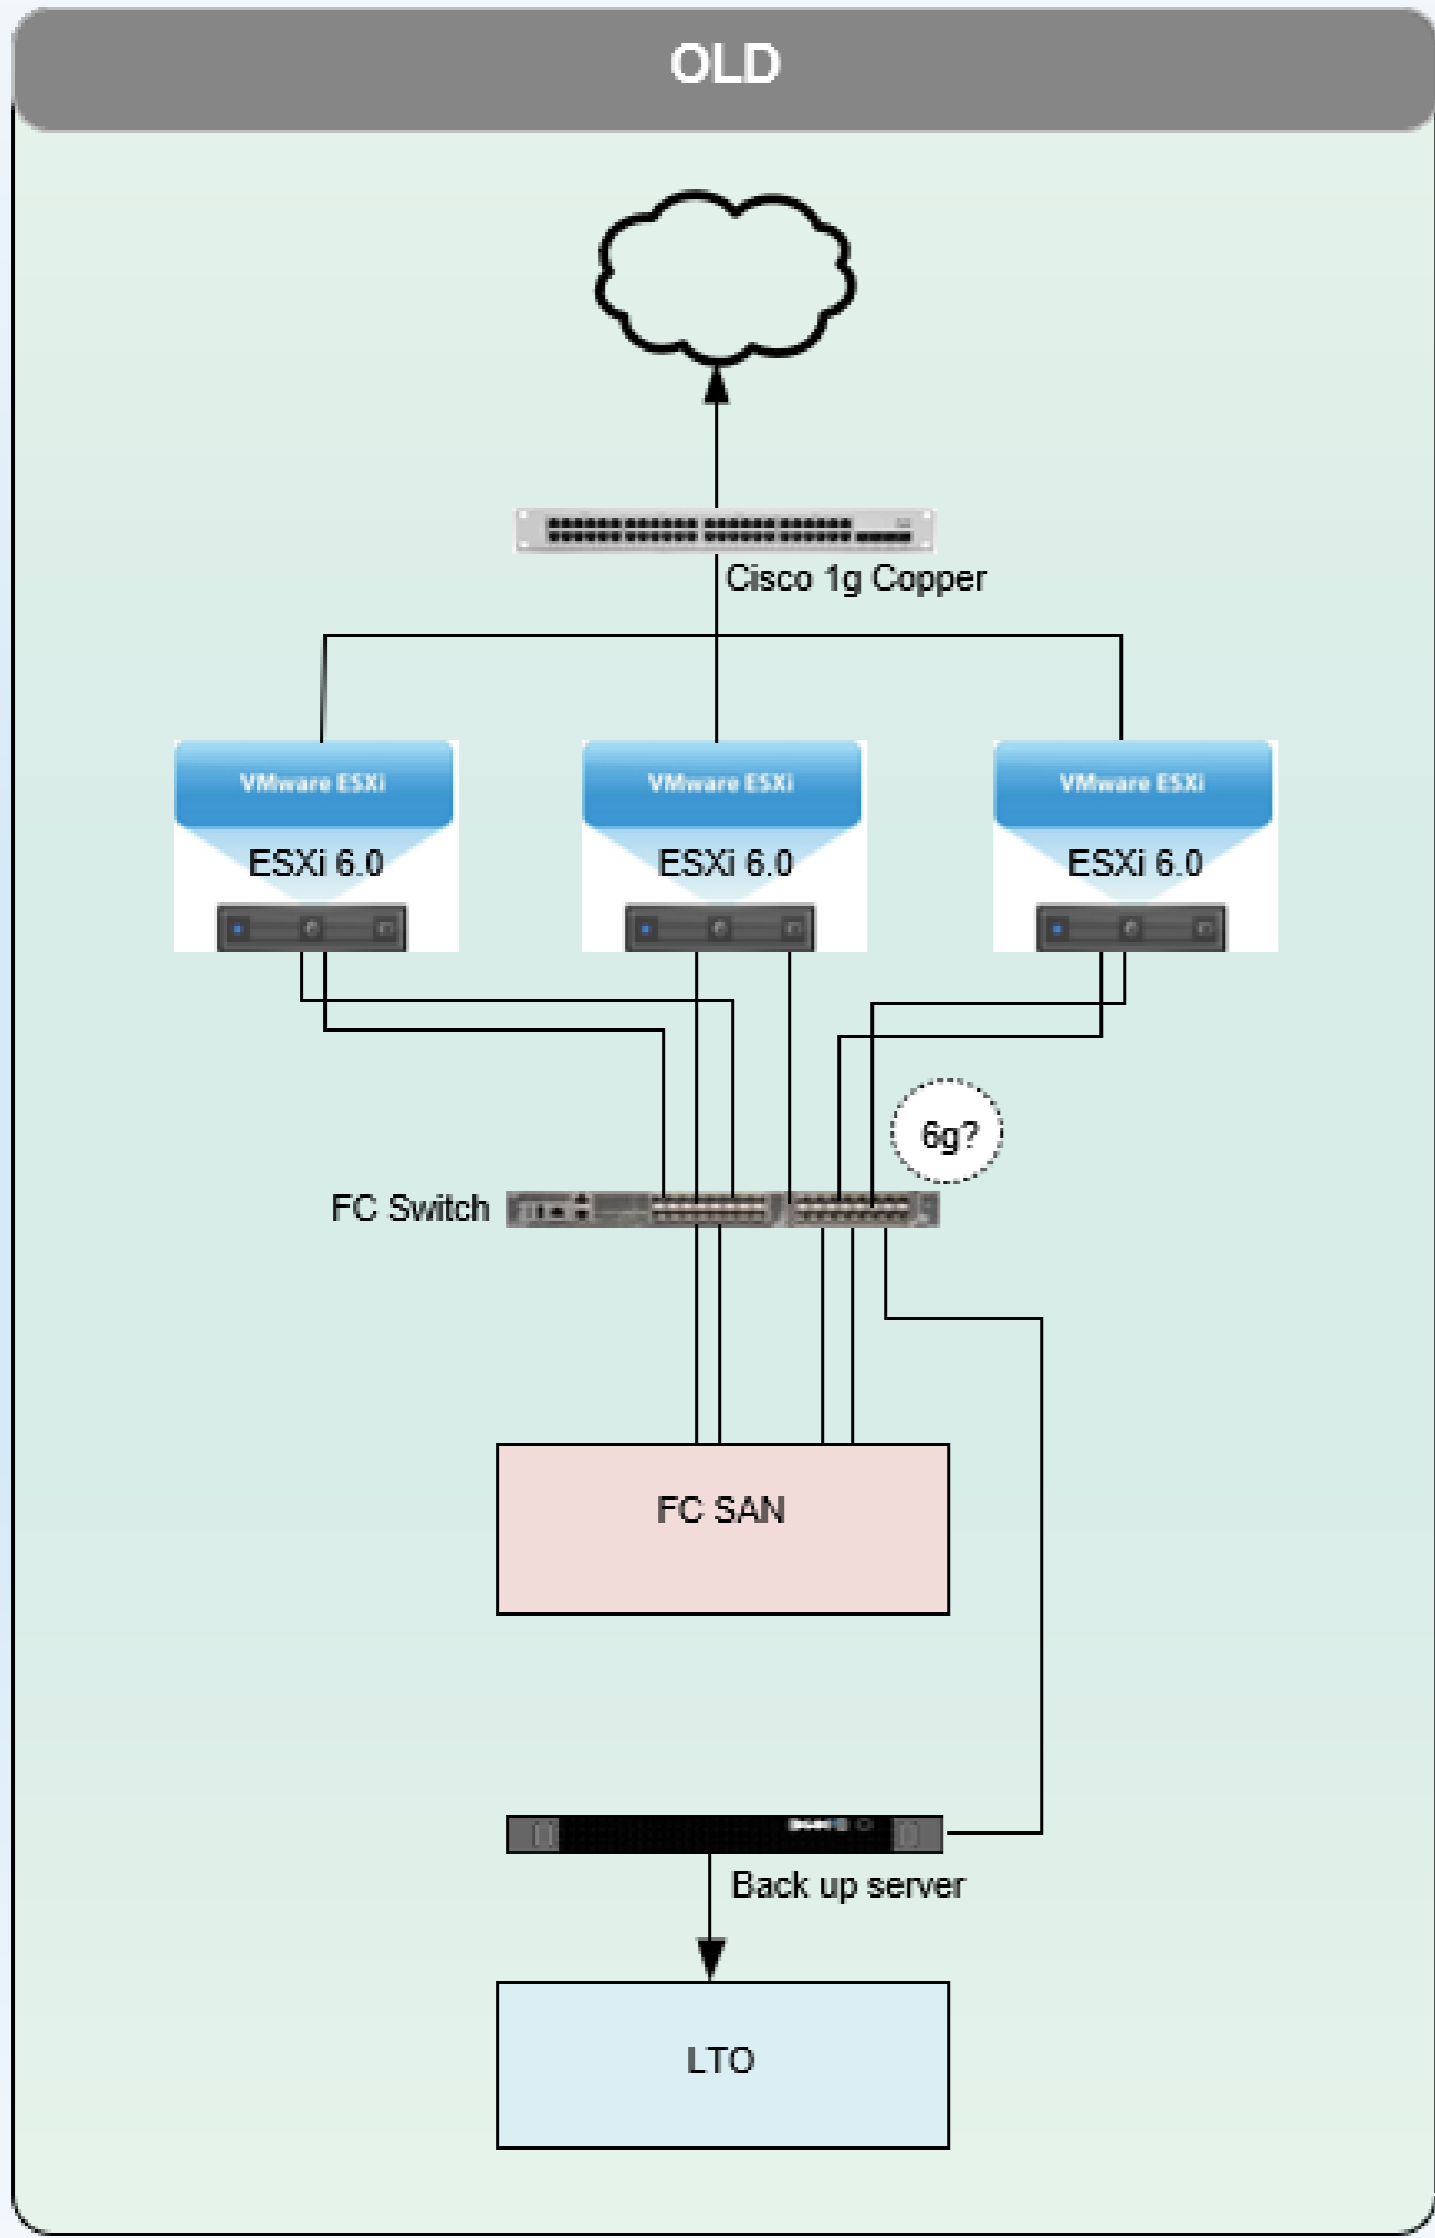 OLD
Cisco 1g Copper
VMware ESXi
VMware ESXi
VMware ESXi
ESXi 6.0
ESXi 6.0
ESXi 6.0
6g?
FC Switch
FC SAN
Back up server
LTO